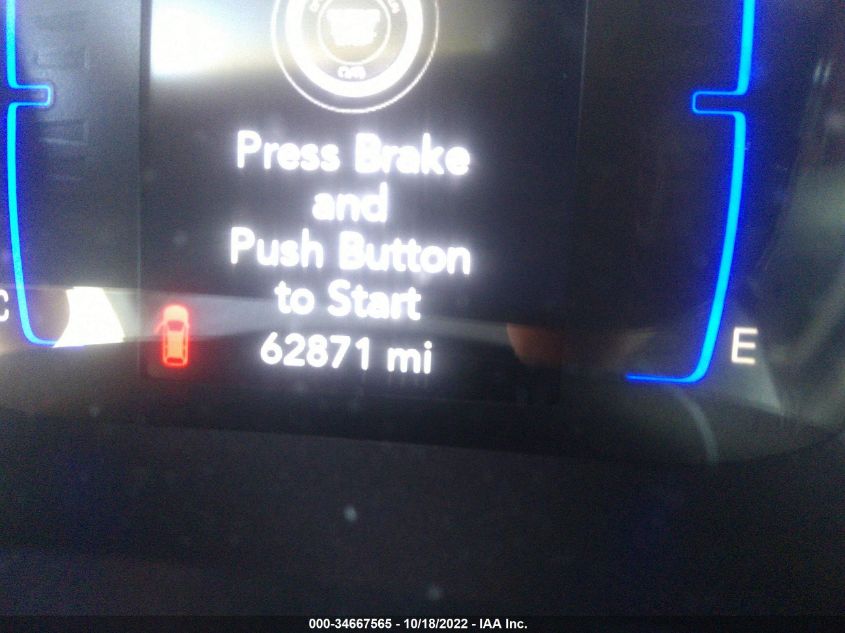 Press Brake
and
Push Button
to Start
62871 mi
C
E
000-34667565 - 10/18/2022 - IAA Inc.